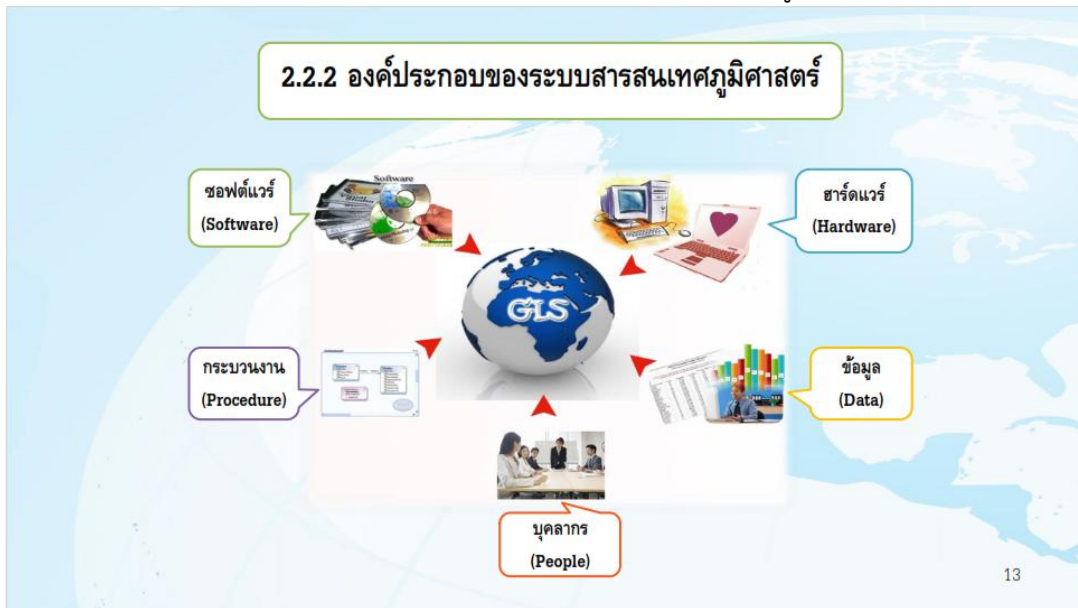 2.2.2 องค์ประกอบของระบบสารสนเทศภูมิศาสตร์
ซอฟต์แวร์
(Software)
Software
ฮาร์ดแวร์
(Hardware)
GIS
กระบวนงาน
(Procedure)
ข้อมูล
(Data)
บุคลากร
(People)
13